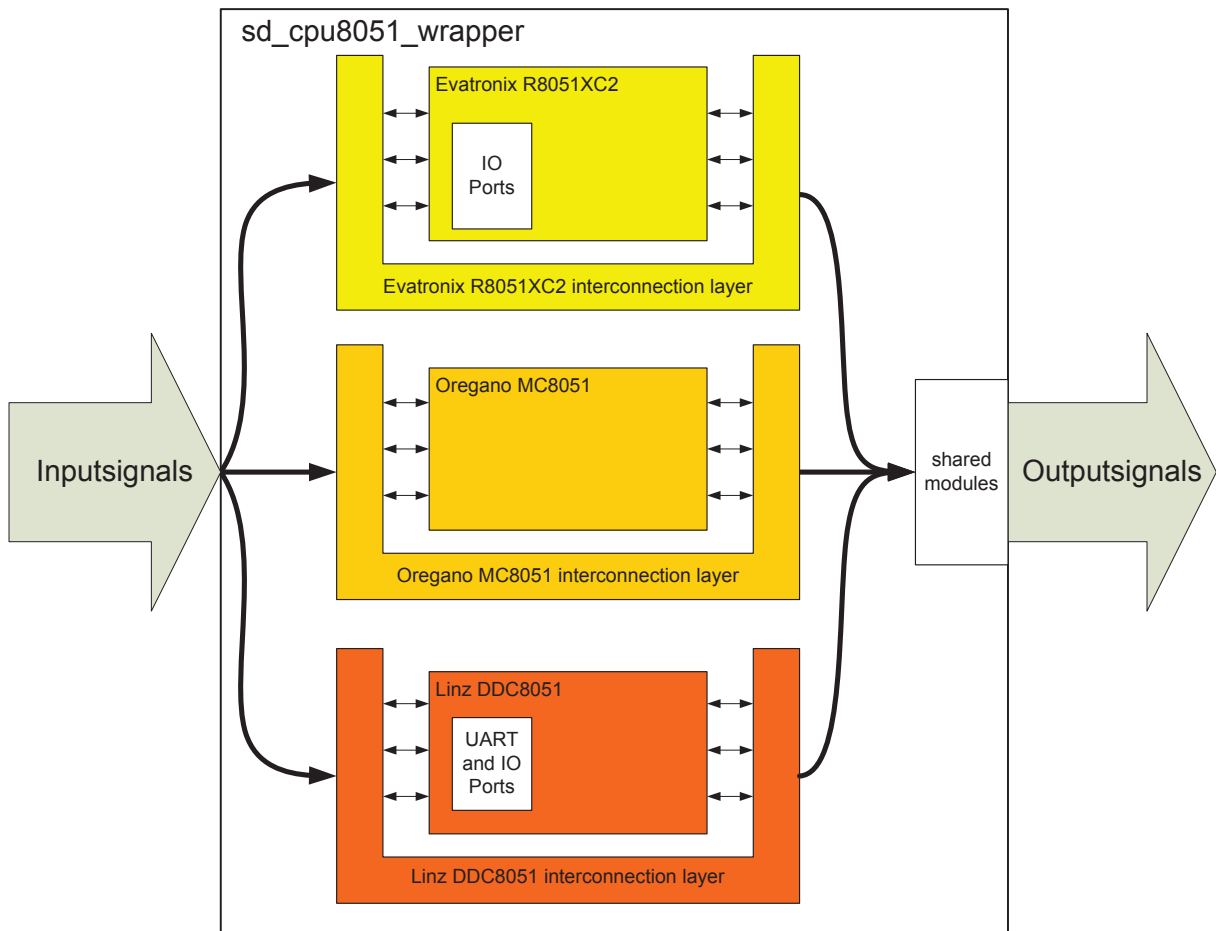 sd_cpu8051_wrapper
Evatronix R8051XC2
IO
Ports
Evatronix R8051XC2 interconnection layer
Inputsignals
Oregano MC8051
Oregano MC8051 interconnection layer
shared
modules
Outputsignals
Linz DDC8051
UART
and IO
Ports
Linz DDC8051 interconnection layer